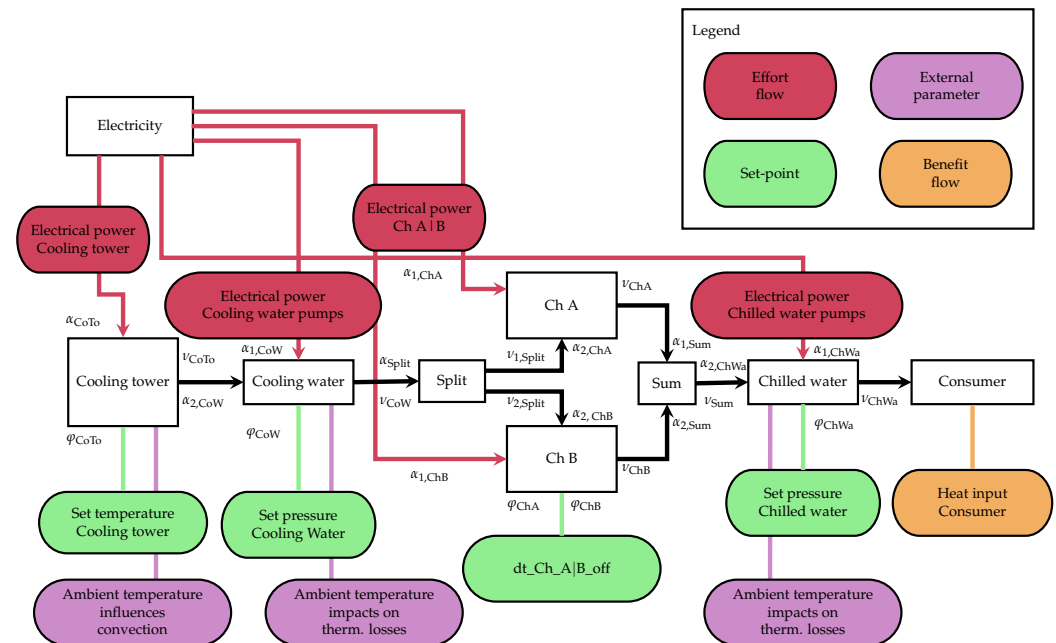 Legend
Effort
flow
External
parameter
Set-point
Benefit
flow
Electricity
Electrical power
Cooling tower
Electrical power
Ch A|B
Electrical power
Cooling water pumps
Electrical power
Chilled water pumps
α1,ChA
νChA
Ch A
αCoTo
νCoTo
α1,CoW
αSplit
ν1,Split
α2,ChA
α1,Sum
α2,ChWa
α1,ChWa
Cooling tower
Cooling water
Split
Sum
Chilled water
Consumer
α2,CoW
νCoW
ν2,Split
νSum
νChWa
φCoTo
φCoW
α2, ChB
α2,Sum
φChWa
Ch B
α1,ChB
νChB
φChA
φChB
Set temperature
Cooling tower
Set pressure
Cooling Water
Set pressure
Chilled water
Heat input
Consumer
dt_Ch_A|B_off
Ambient temperature
influences
convection
Ambient temperature
impacts on
therm. losses
Ambient temperature
impacts on
therm. losses